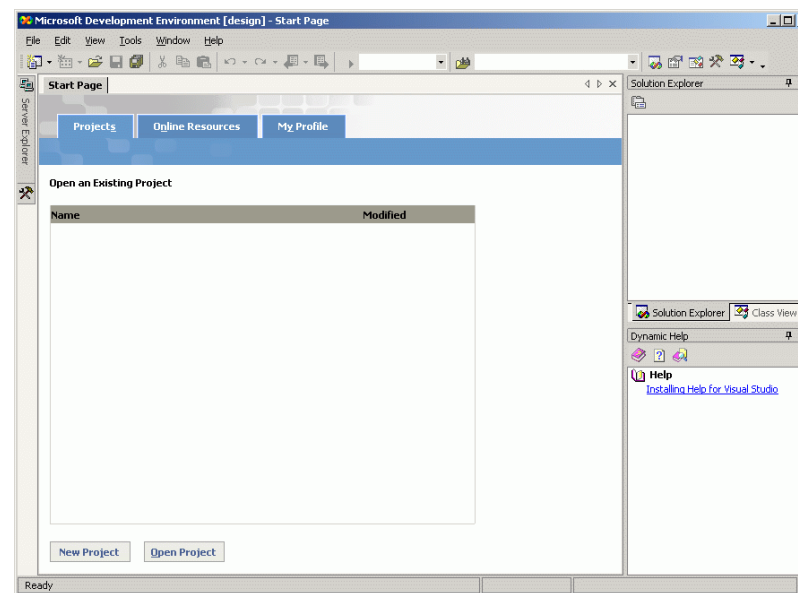 Microsoft Development Environment [design] - Start Page
File Edit View Tools Window Help
Start Page
Solution Explorer
Server Explorer
Projects Online Resources My Profile
Open an Existing Project
Name Modified
Solution Explorer Class View
Dynamic Help
Help
Installing Help for Visual Studio
New Project Open Project
Ready